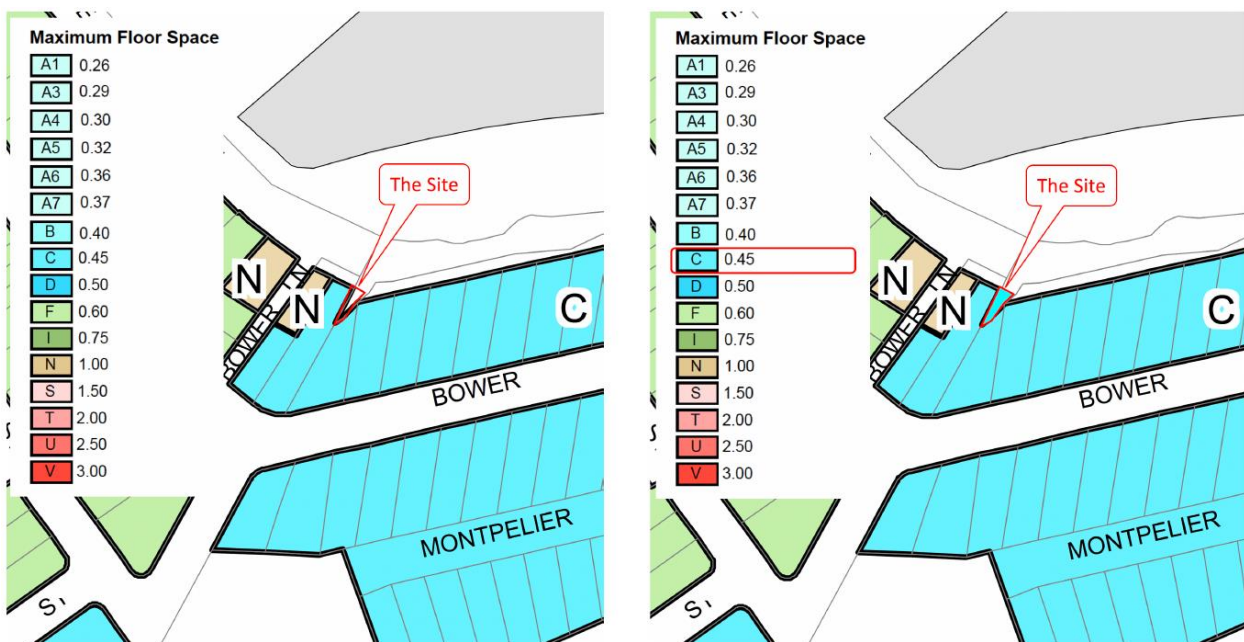 Maximum Floor Space
A1 0.26
A3 0.29
A4 0.30
A5 0.32
A6 0.36
A7 0.37
B 0.40
C 0.45
D 0.50
F 0.60
I 0.75
N 1.00
S 1.50
T 2.00
U 2.50
V 3.00
The Site
N
N
C
BOWER
MONTPELIER
Maximum Floor Space
A1 0.26
A3 0.29
A4 0.30
A5 0.32
A6 0.36
A7 0.37
B 0.40
C 0.45
D 0.50
F 0.60
I 0.75
N 1.00
S 1.50
T 2.00
U 2.50
V 3.00
The Site
N
N
C
BOWER
MONTPELIER